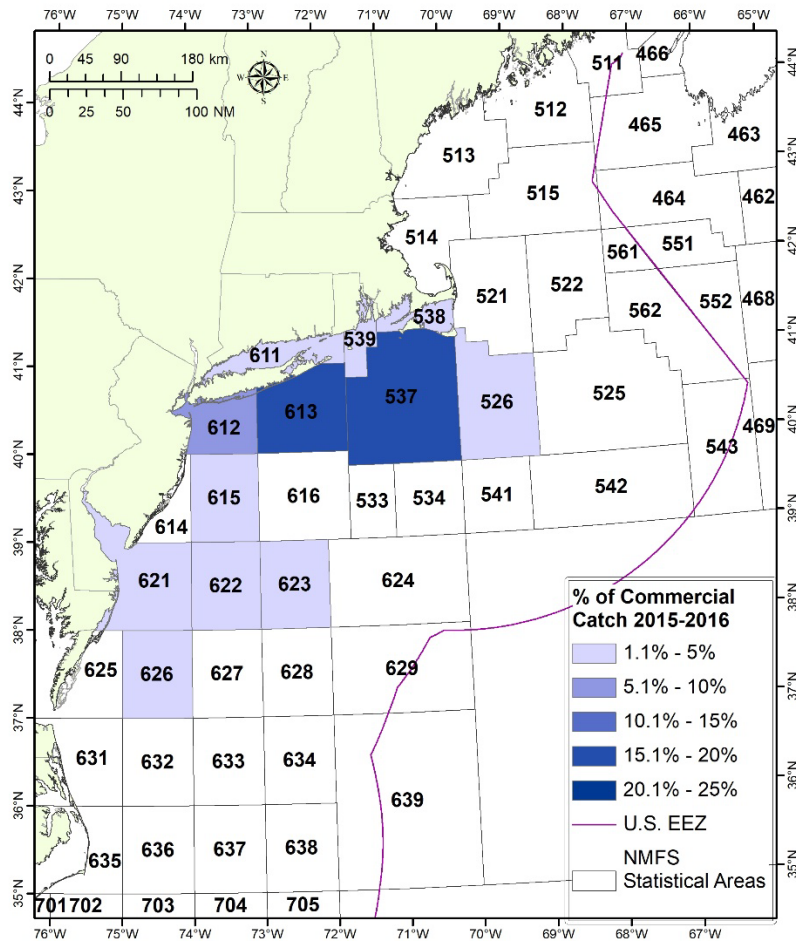 76°W 75°W 74°W 73°W 72°W 71°W 70°W 69°W 68°W 67°W 66°W 65°W 64°W
0 45 90 180 km
0 25 50 100 NM
N
W E
S
44°N
43°N
42°N
41°N
40°N
39°N
38°N
37°N
36°N
35°N
44°N
43°N
42°N
41°N
40°N
39°N
38°N
37°N
36°N
35°N
511 466
512 465 463
513
515 464 462
514 561 551
521 522 562 552 468
538
539
611
537 526 525
613
612 543 469
615 616 533 534 541 542
614
621 622 623 624
625 626 627 628 629
631 632 633 634
639
635 636 637 638
701 702 703 704 705
% of Commercial
Catch 2015-2016
1.1% - 5%
5.1% - 10%
10.1% - 15%
15.1% - 20%
20.1% - 25%
U.S. EEZ
NMFS
Statistical Areas
76°W 75°W 74°W 73°W 72°W 71°W 70°W 69°W 68°W 67°W